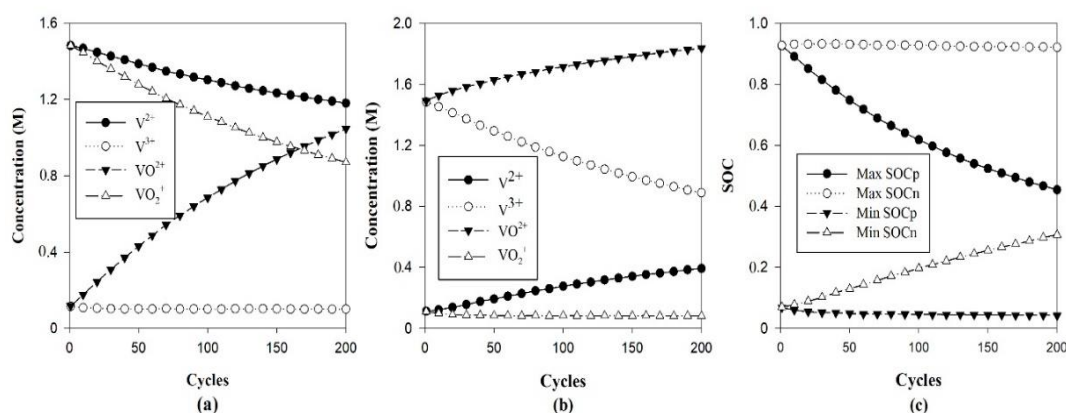 1.6
1.2
0.8
0.4
0
Concentration (M)
V²⁺
V³⁺
VO²⁺
VO₂⁺
0 50 100 150 200
Cycles
(a)
2.0
1.6
1.2
0.8
0.4
0
Concentration (M)
V²⁺
V³⁺
VO²⁺
VO₂⁺
0 50 100 150 200
Cycles
(b)
1.0
0.8
0.6
0.4
0.2
0
SOC
Max SOCp
Max SOCn
Min SOCp
Min SOCn
0 50 100 150 200
Cycles
(c)